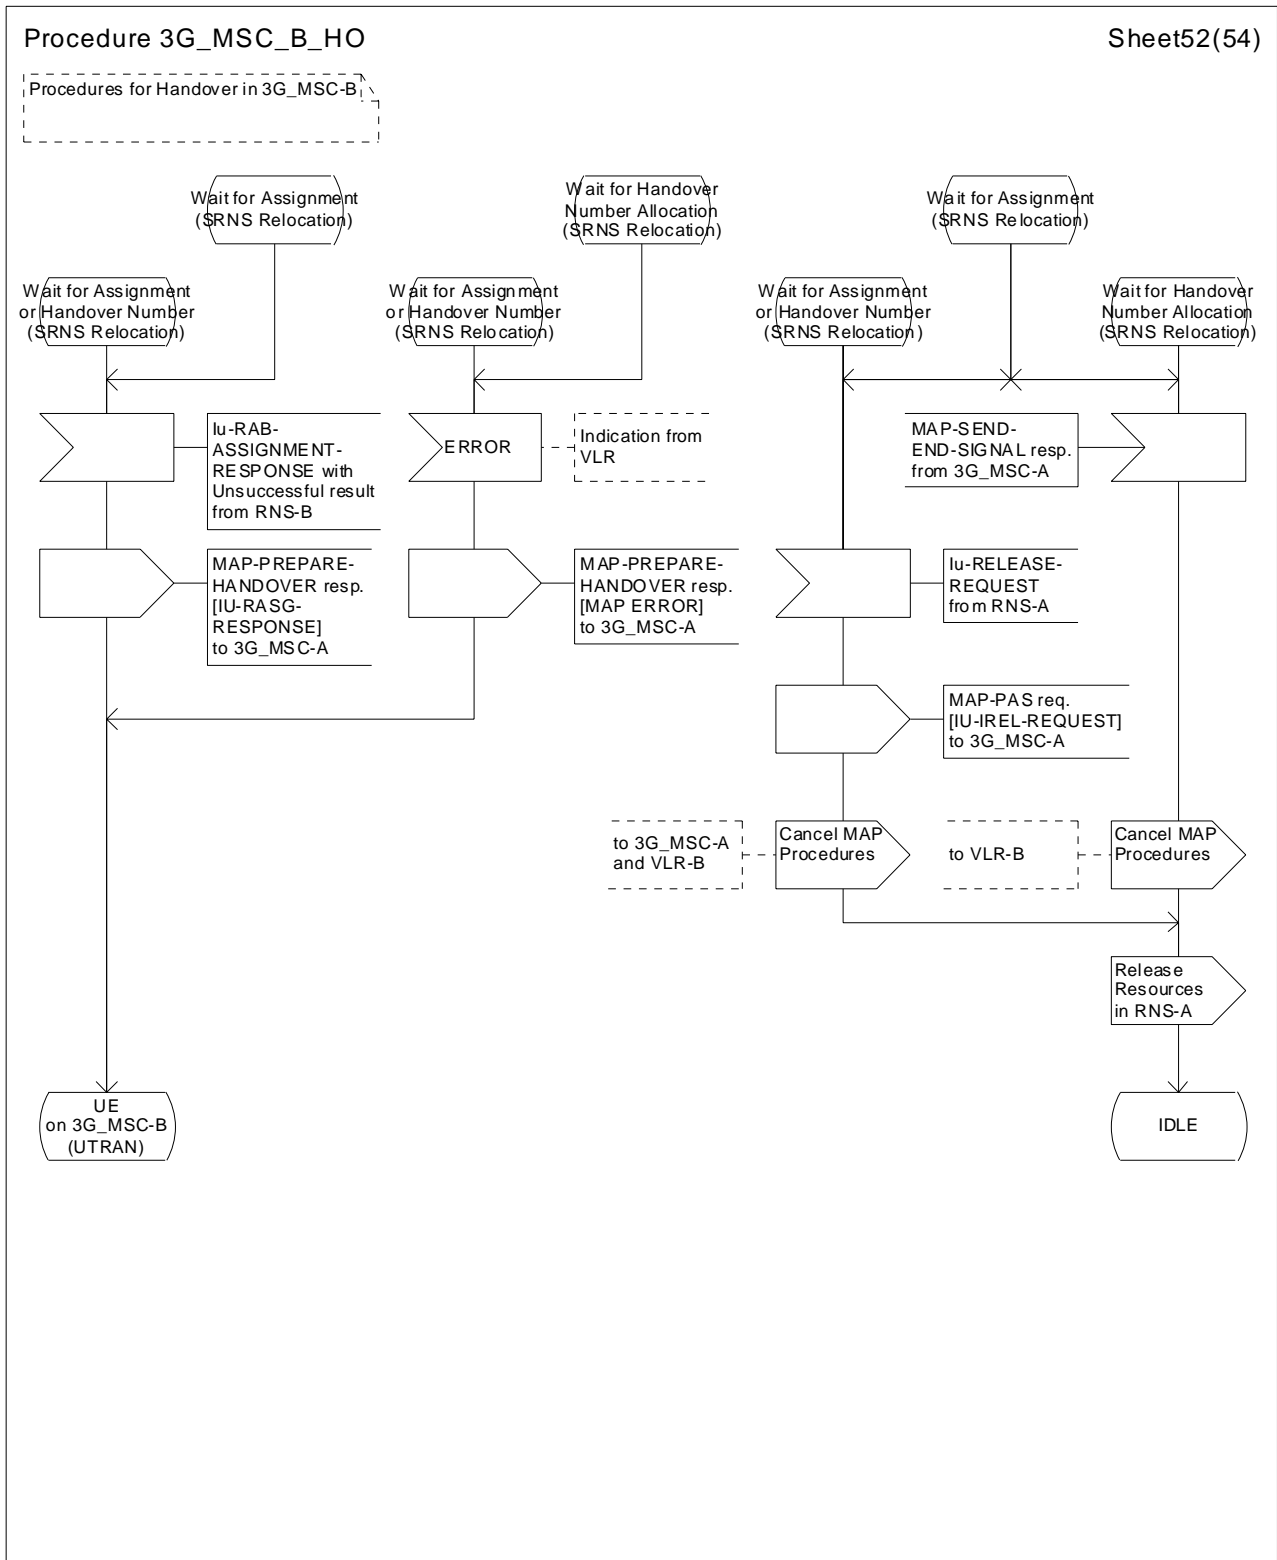 Procedure 3G_MSC_B_HO
Sheet52(54)
Procedures for Handover in 3G_MSC-B
Wait for Assignment
(SRNS Relocation)
Wait for Handover
Number Allocation
(SRNS Relocation)
Wait for Assignment
(SRNS Relocation)
Wait for Assignment
or Handover Number
(SRNS Relocation)
Wait for Assignment
or Handover Number
(SRNS Relocation)
Wait for Assignment
or Handover Number
(SRNS Relocation)
Wait for Handover
Number Allocation
(SRNS Relocation)
Iu-RAB-
ASSIGNMENT-
RESPONSE with
Unsuccessful result
from RNS-B
ERROR
Indication from
VLR
MAP-SEND-
END-SIGNAL resp.
from 3G_MSC-A
MAP-PREPARE-
HANDOVER resp.
[IU-RASG-
RESPONSE]
to 3G_MSC-A
MAP-PREPARE-
HANDOVER resp.
[MAP ERROR]
to 3G_MSC-A
Iu-RELEASE-
REQUEST
from RNS-A
MAP-PAS req.
[IU-IREL-REQUEST]
to 3G_MSC-A
to 3G_MSC-A
and VLR-B
Cancel MAP
Procedures
to VLR-B
Cancel MAP
Procedures
Release
Resources
in RNS-A
UE
on 3G_MSC-B
(UTRAN)
IDLE